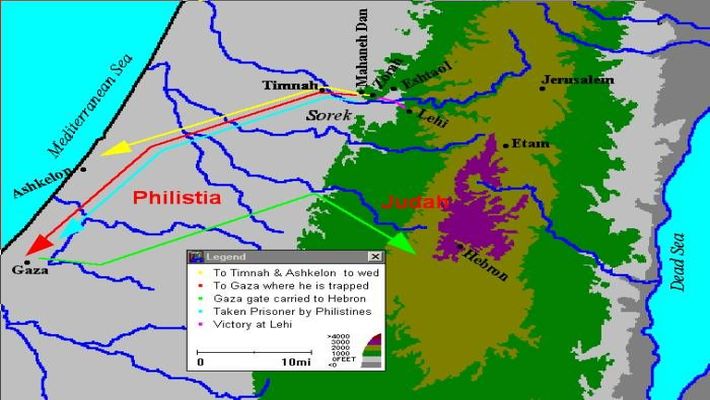 Mediterranean Sea
Mahaneh Dan
Zorah
Eshtaol
Timnah
Jerusalem
Sorek
Lehi
Etam
Ashkelon
Philistia
Judah
Gaza
Hebron
Dead Sea
Legend
To Timnah & Ashkelon to wed
To Gaza where he is trapped
Gaza gate carried to Hebron
Taken Prisoner by Philistines
Victory at Lehi
0
10mi
>4000
3000
2000
1000
0FEET
<0